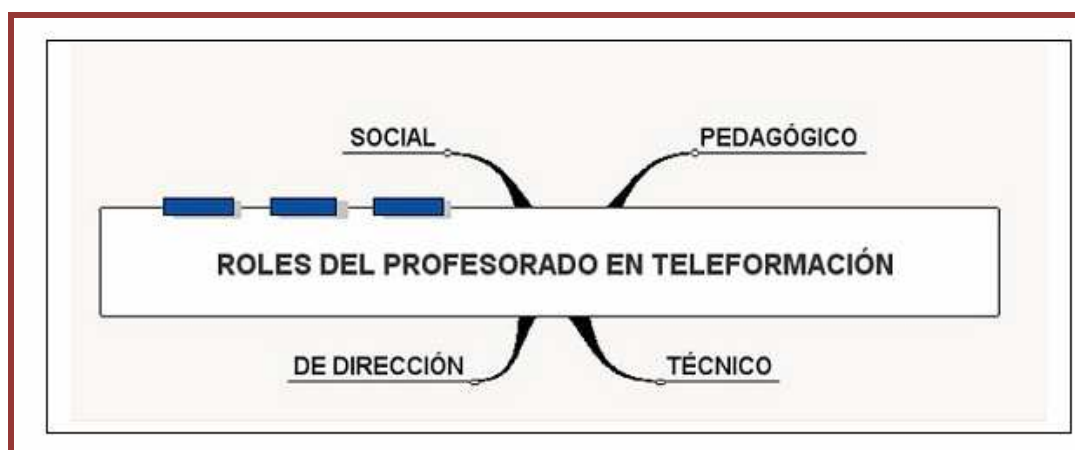 SOCIAL
PEDAGÓGICO
ROLES DEL PROFESORADO EN TELEFORMACIÓN
DE DIRECCIÓN
TÉCNICO